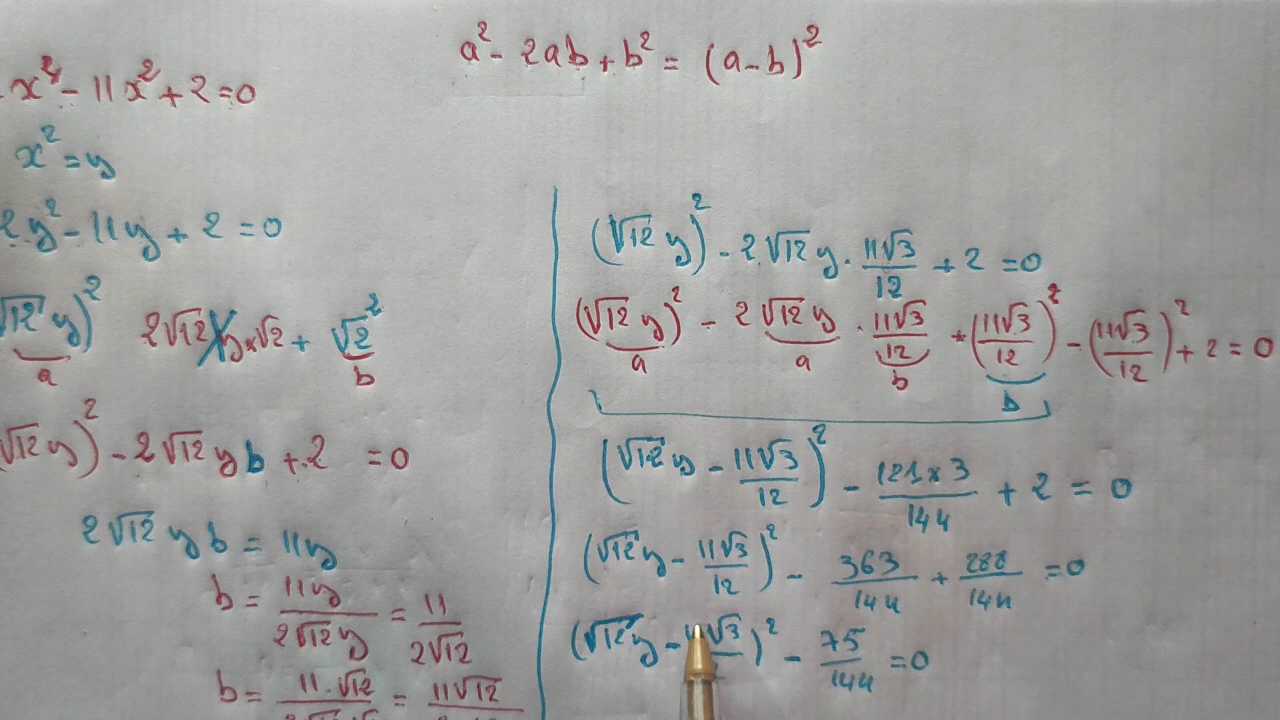 a² - 2ab + b² = (a-b)²
x⁴ - 11x² + 2 = 0
x² = y
2y² - 11y + 2 = 0
√12 y)² 2√12 y × √2 + √2²
a b
√12 y)² - 2√12 y b + 2 = 0
2√12 y b = 11y
b = 11y / 2√12 y = 11 / 2√12
b = 11.√12 = 11√12
(√12 y)² - 2√12 y . 11√3/12 + 2 = 0
(√12 y)² - 2√12 y . 11√3/12 + (11√3/12)² - (11√3/12)² + 2 = 0
a a b b
(√12 y - 11√3/12)² - 121×3/144 + 2 = 0
(√12 y - 11√3/12)² - 363/144 + 288/144 = 0
(√12 y - 11√3)² - 75/144 = 0